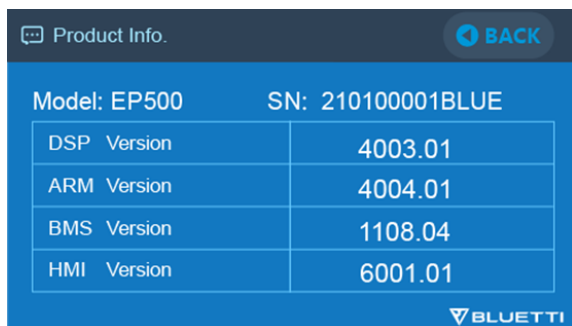 Product Info. BACK
Model: EP500 SN: 210100001BLUE
DSP Version 4003.01
ARM Version 4004.01
BMS Version 1108.04
HMI Version 6001.01
BLUETTI